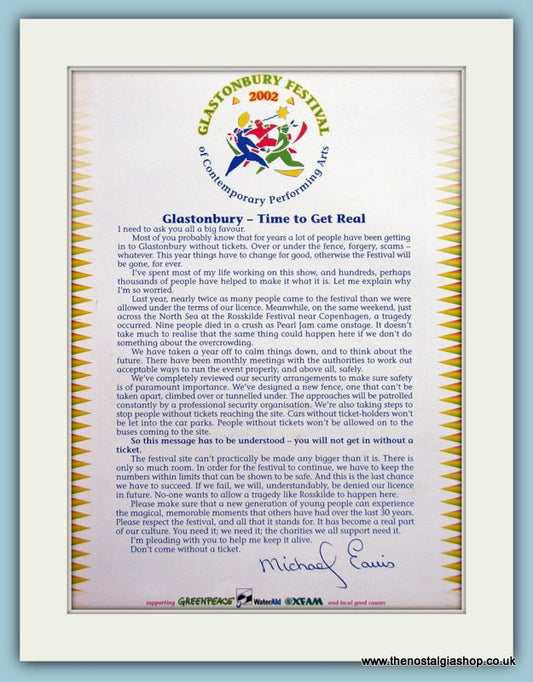 GLASTONBURY FESTIVAL
2002
of Contemporary Performing Arts
Glastonbury – Time to Get Real
I need to ask you all a big favour.
Most of you probably know that for years a lot of people have been getting
in to Glastonbury without tickets. Over or under the fence, forgery, scams –
whatever. This year things have to change for good, otherwise the Festival will
be gone, for ever.
I've spent most of my life working on this show, and hundreds, perhaps
thousands of people have helped to make it what it is. Let me explain why
I'm so worried.
Last year, nearly twice as many people came to the festival than we were
allowed under the terms of our licence. Meanwhile, on the same weekend, just
across the North Sea at the Rosskilde Festival near Copenhagen, a tragedy
occurred. Nine people died in a crush as Pearl Jam came onstage. It doesn't
take much to realise that the same thing could happen here if we don't do
something about the overcrowding.
We have taken a year off to calm things down, and to think about the
future. There have been monthly meetings with the authorities to work out
acceptable ways to run the event properly, and above all, safely.
We've completely reviewed our security arrangements to make sure safety
is of paramount importance. We've designed a new fence, one that can't be
taken apart, climbed over or tunnelled under. The approaches will be patrolled
constantly by a professional security organisation. We're also taking steps to
stop people without tickets reaching the site. Cars without ticket-holders won't
be let into the car parks. People without tickets won't be allowed on to the
buses coming to the site.
So this message has to be understood – you will not get in without a
ticket.
The festival site can't practically be made any bigger than it is. There is
only so much room. In order for the festival to continue, we have to keep the
numbers within limits that can be shown to be safe. And this is the last chance
we have to succeed. If we fail, we will, understandably, be denied our licence
in future. No-one wants to allow a tragedy like Rosskilde to happen here.
Please make sure that a new generation of young people can experience
the magical, memorable moments that others have had over the last 30 years.
Please respect the festival, and all that it stands for. It has become a real part
of our culture. You need it; we need it; the charities we all support need it.
I'm pleading with you to help me keep it alive.
Don't come without a ticket.
Michael Eavis
supporting GREENPEACE WaterAid OXFAM and local good causes
www.thenostalgiashop.co.uk